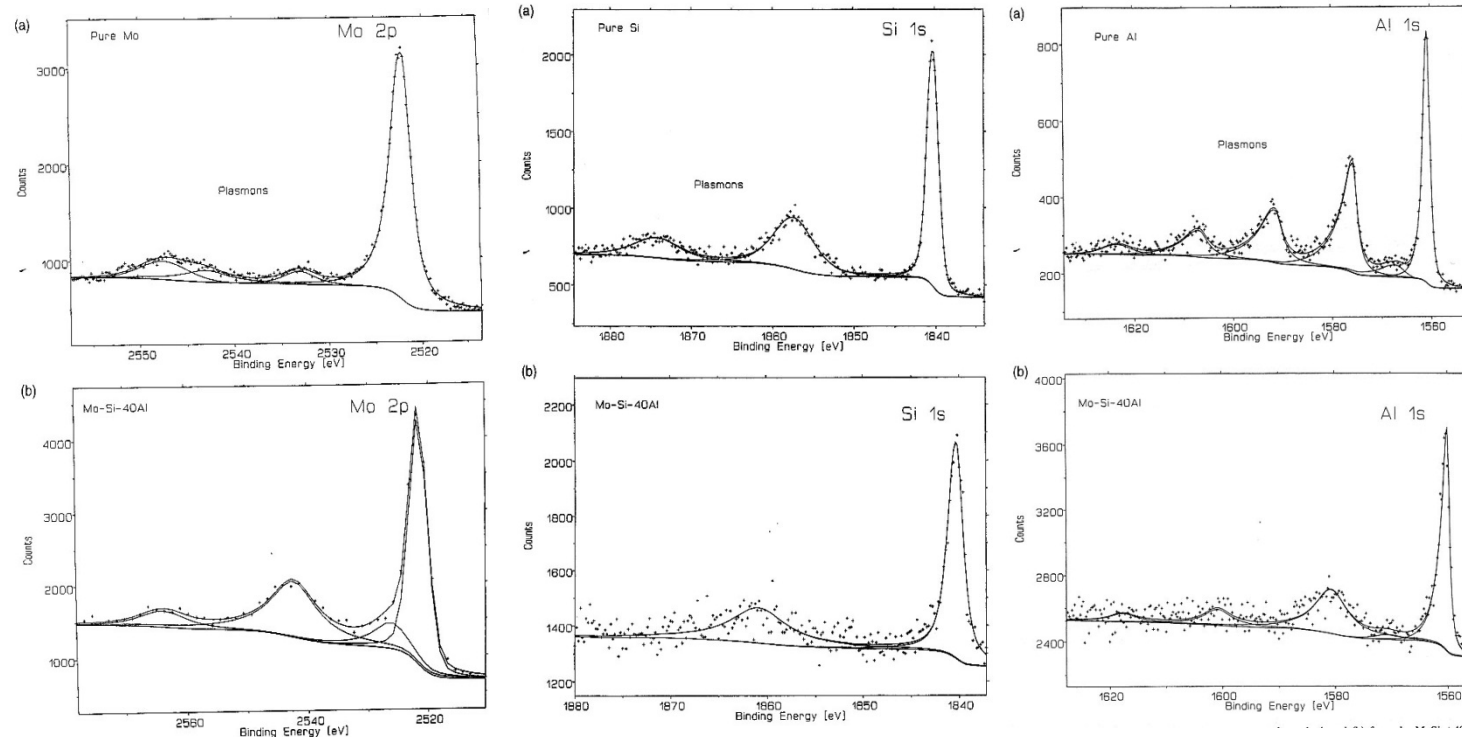 (a)
Pure Mo
Mo 2p
Plasmons
Counts
3000
2000
1000
2550
2540
2530
2520
Binding Energy [eV]
(a)
Pure Si
Si 1s
Plasmons
Counts
2000
1500
1000
500
1880
1870
1860
1850
1840
Binding Energy [eV]
(a)
Pure Al
Al 1s
Plasmons
Counts
800
600
400
200
1620
1600
1580
1560
Binding Energy [eV]
(b)
Mo-Si-40Al
Mo 2p
Counts
4000
3000
2000
1000
2560
2540
2520
Binding Energy [eV]
(b)
Mo-Si-40Al
Si 1s
Counts
2200
2000
1800
1600
1400
1200
1880
1870
1860
1850
1840
Binding Energy [eV]
(b)
Mo-Si-40Al
Al 1s
Counts
4000
3600
3200
2800
2400
1620
1600
1580
1560
Binding Energy [eV]